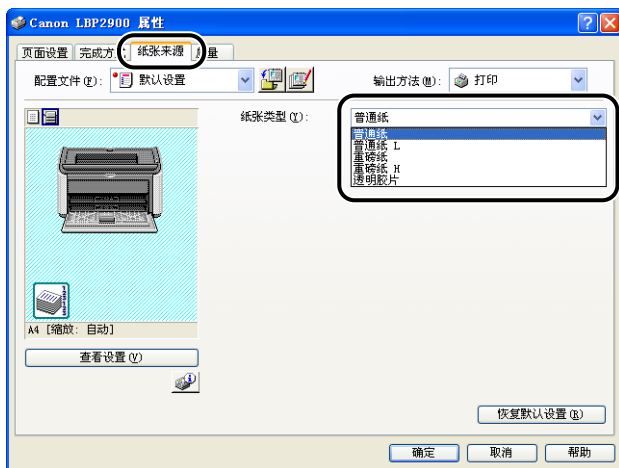 Canon LBP2900 属性
页面设置 完成方 纸张来源 质量
配置文件(F): 默认设置 输出方法(M): 打印
纸张类型(Y): 普通纸
普通纸
普通纸 L
重磅纸
重磅纸 H
透明胶片
A4 [缩放: 自动]
查看设置(V)
恢复默认设置(R)
确定 取消 帮助